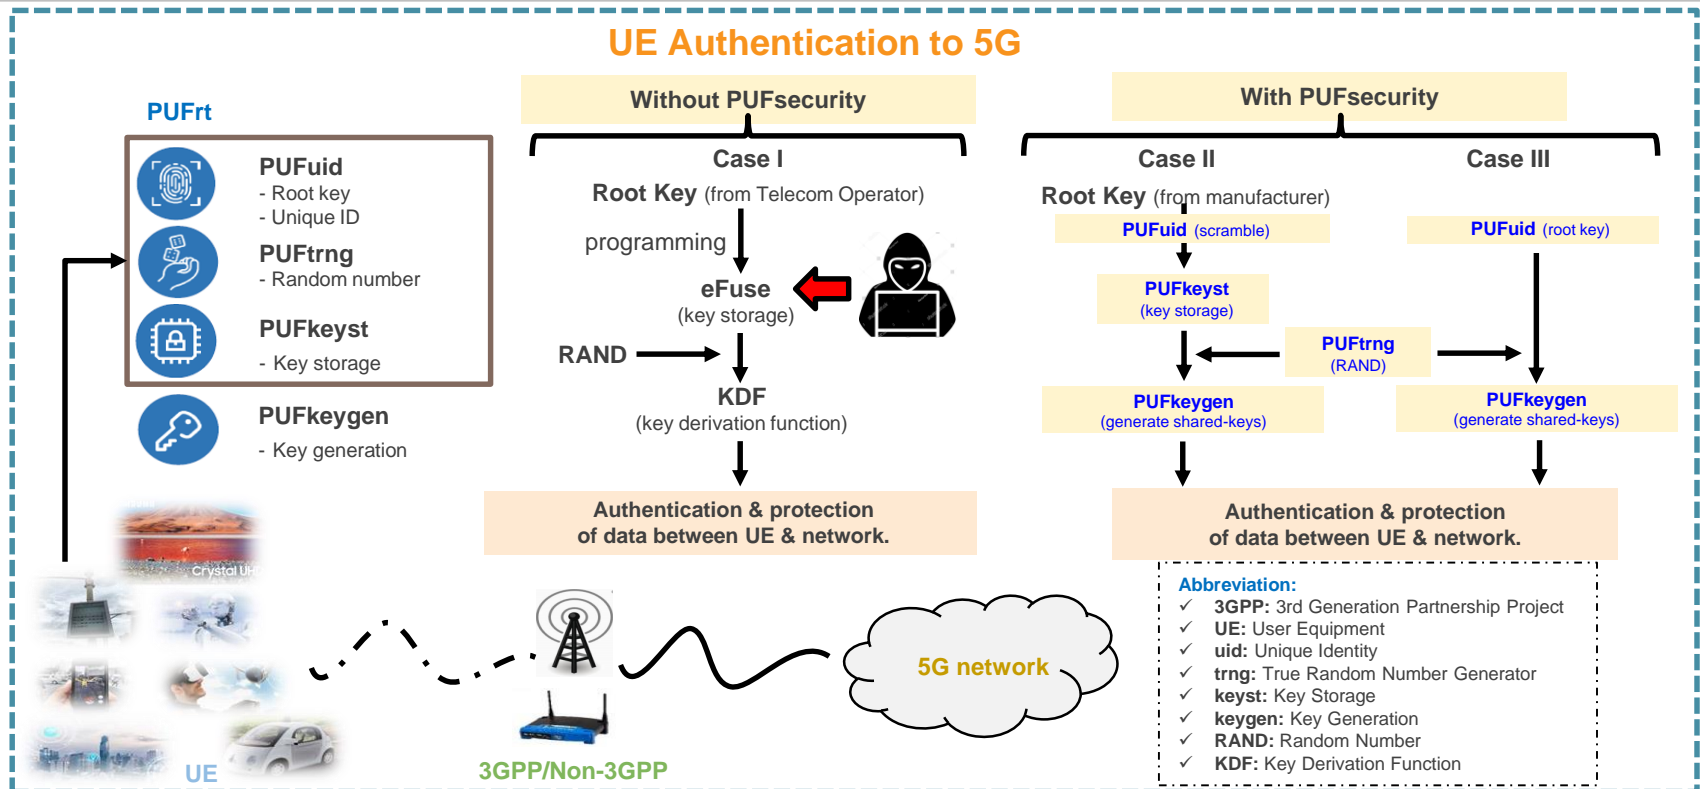 UE Authentication to 5G
PUFrt
PUFuid
- Root key
- Unique ID
PUFtrng
- Random number
PUFkeyst
- Key storage
PUFkeygen
- Key generation
Without PUFsecurity
Case I
Root Key (from Telecom Operator)
programming
eFuse
(key storage)
RAND
KDF
(key derivation function)
Authentication & protection
of data between UE & network.
With PUFsecurity
Case II
Case III
Root Key (from manufacturer)
PUFuid (scramble)
PUFuid (root key)
PUFkeyst
(key storage)
PUFtrng
(RAND)
PUFkeygen
(generate shared-keys)
PUFkeygen
(generate shared-keys)
Authentication & protection
of data between UE & network.
Crystal UHD
UE
3GPP/Non-3GPP
5G network
Abbreviation:
✓ 3GPP: 3rd Generation Partnership Project
✓ UE: User Equipment
✓ uid: Unique Identity
✓ trng: True Random Number Generator
✓ keyst: Key Storage
✓ keygen: Key Generation
✓ RAND: Random Number
✓ KDF: Key Derivation Function